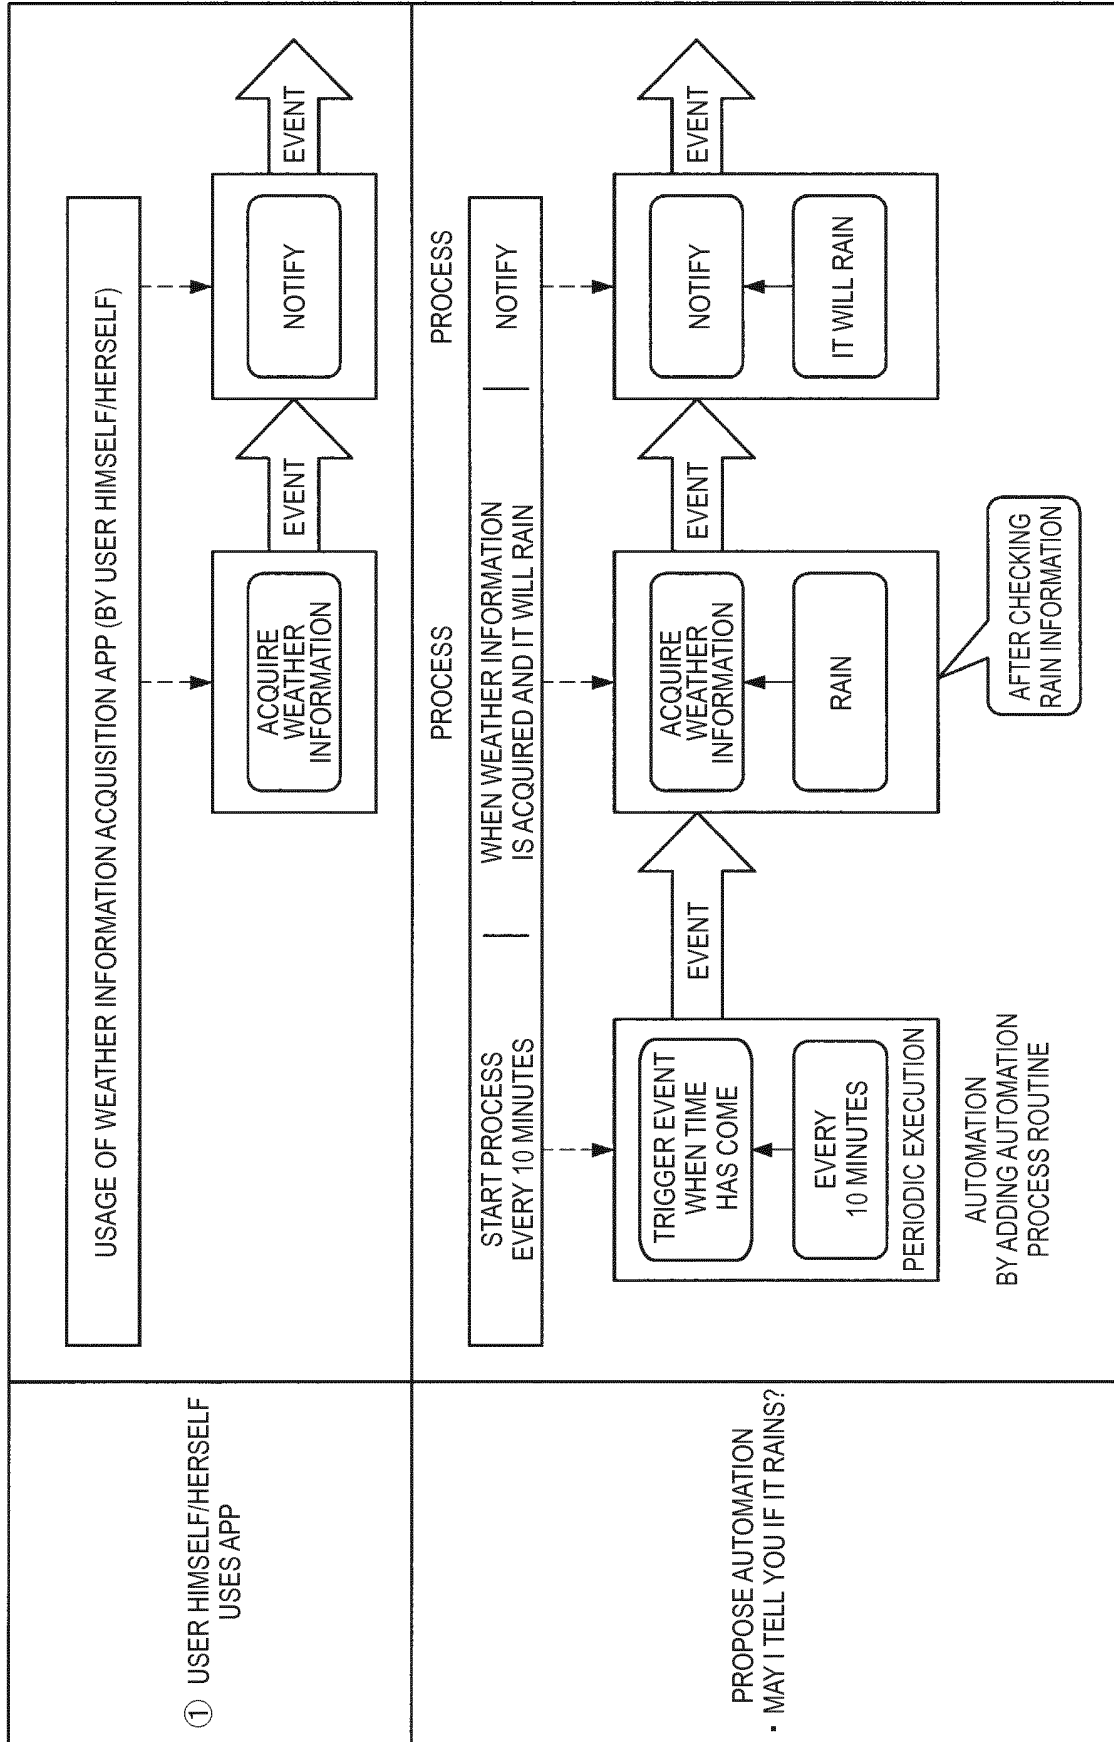 ① USER HIMSELF/HERSELF
USES APP
USAGE OF WEATHER INFORMATION ACQUISITION APP (BY USER HIMSELF/HERSELF)
ACQUIRE
WEATHER
INFORMATION
EVENT
NOTIFY
EVENT
PROPOSE AUTOMATION
• MAY I TELL YOU IF IT RAINS?
PROCESS
PROCESS
START PROCESS
EVERY 10 MINUTES
WHEN WEATHER INFORMATION
IS ACQUIRED AND IT WILL RAIN
NOTIFY
TRIGGER EVENT
WHEN TIME
HAS COME
EVERY
10 MINUTES
PERIODIC EXECUTION
EVENT
ACQUIRE
WEATHER
INFORMATION
RAIN
EVENT
NOTIFY
IT WILL RAIN
EVENT
AUTOMATION
BY ADDING AUTOMATION
PROCESS ROUTINE
AFTER CHECKING
RAIN INFORMATION